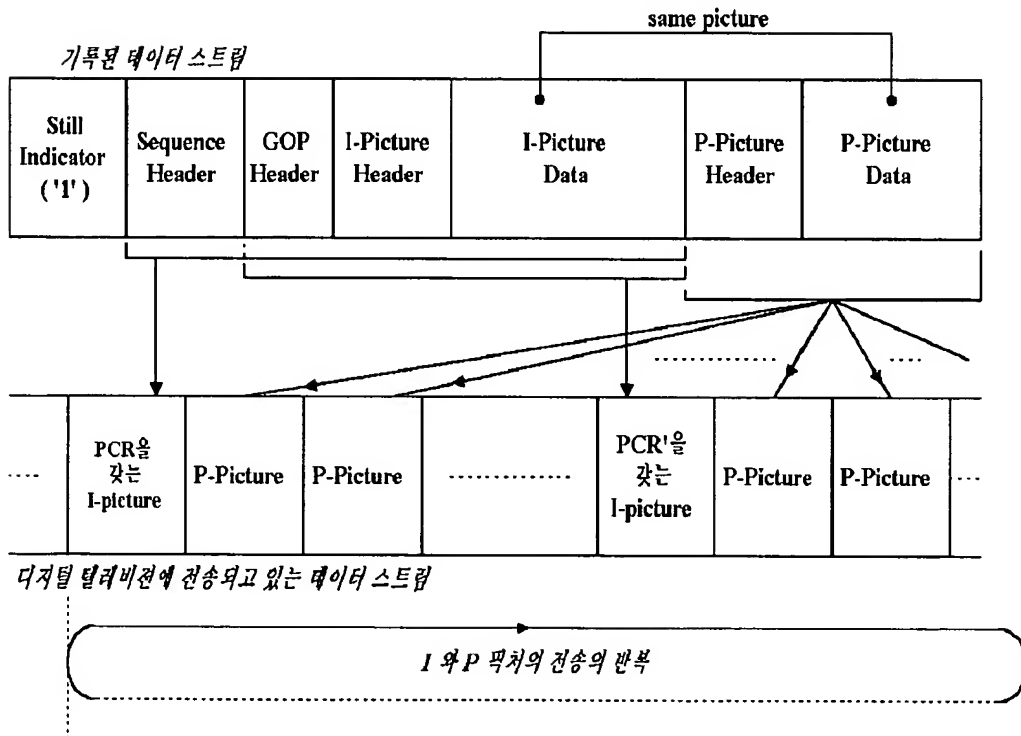 same picture
기록된 데이터 스트림
Still
Indicator
('1')
Sequence
Header
GOP
Header
I-Picture
Header
I-Picture
Data
P-Picture
Header
P-Picture
Data
PCR을
갖는
I-picture
P-Picture
P-Picture
PCR'을
갖는
I-picture
P-Picture
P-Picture
디지털 텔레비전에 전송되고 있는 데이터 스트림
I 와 P 픽처의 전송의 반복